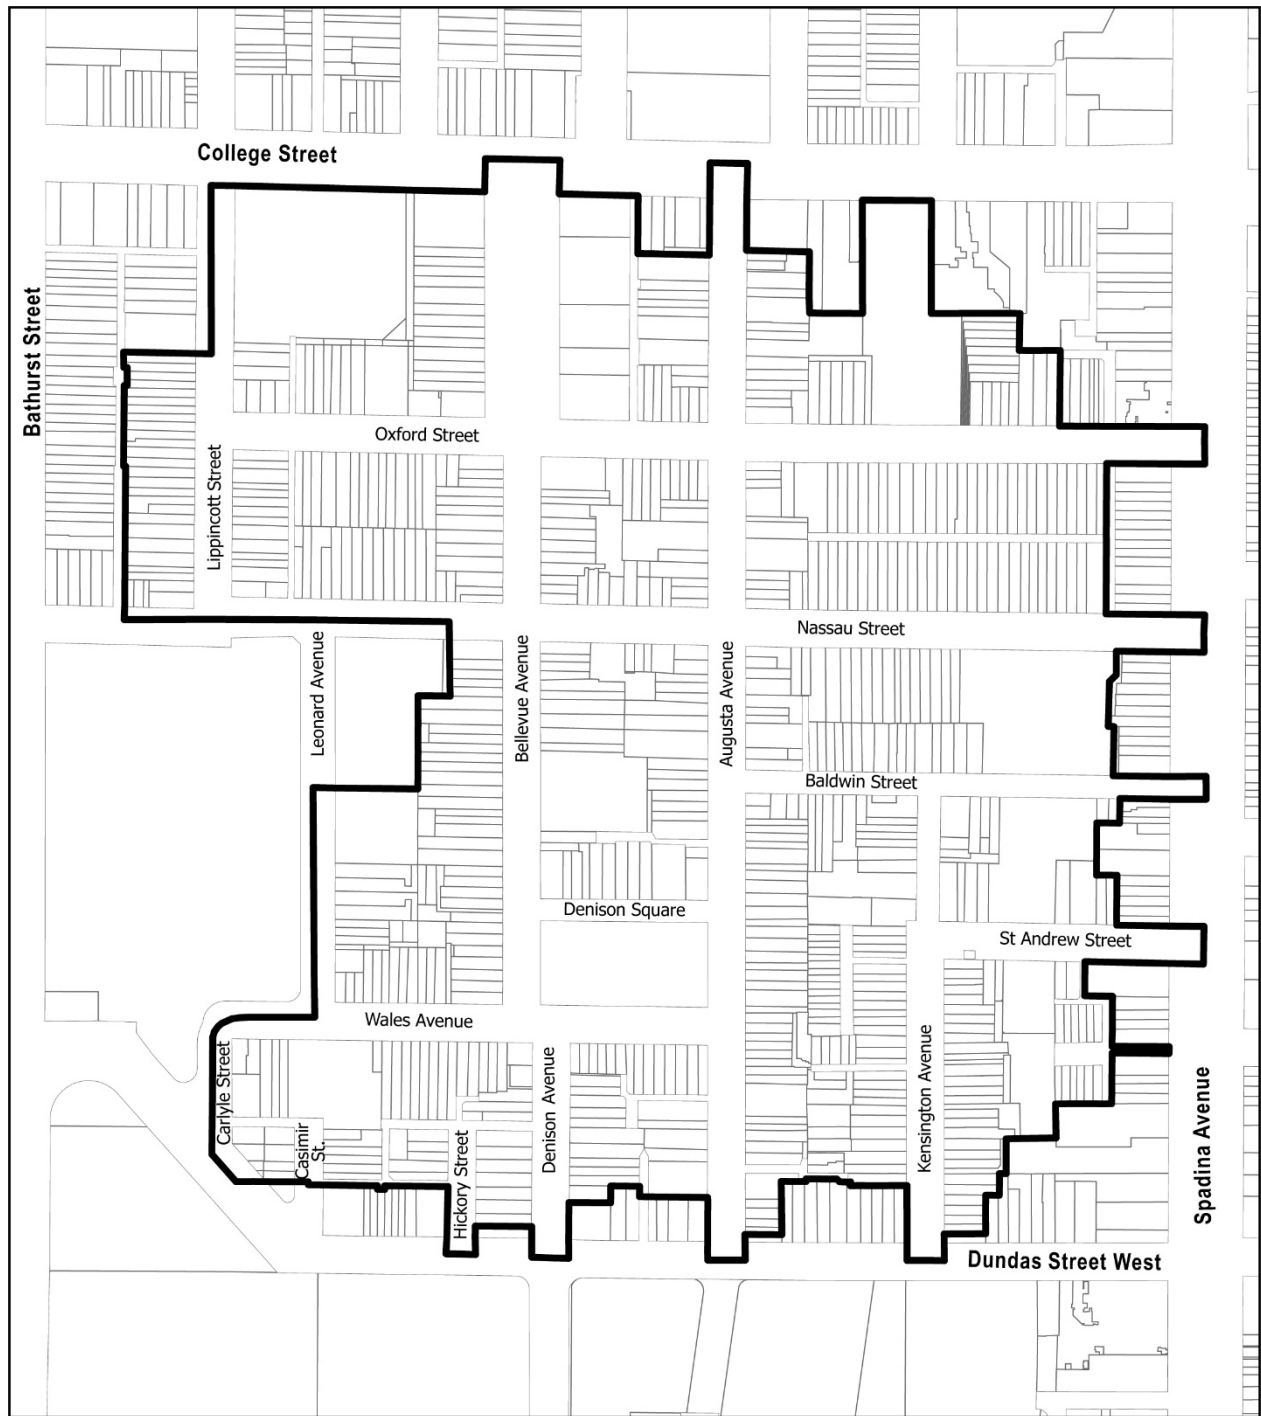 College Street
Bathurst Street
Oxford Street
Lippincott Street
Nassau Street
Leonard Avenue
Bellevue Avenue
Augusta Avenue
Baldwin Street
Denison Square
St Andrew Street
Wales Avenue
Carlyle Street
Casimir
St.
Hickory Street
Denison Avenue
Kensington Avenue
Spadina Avenue
Dundas Street West